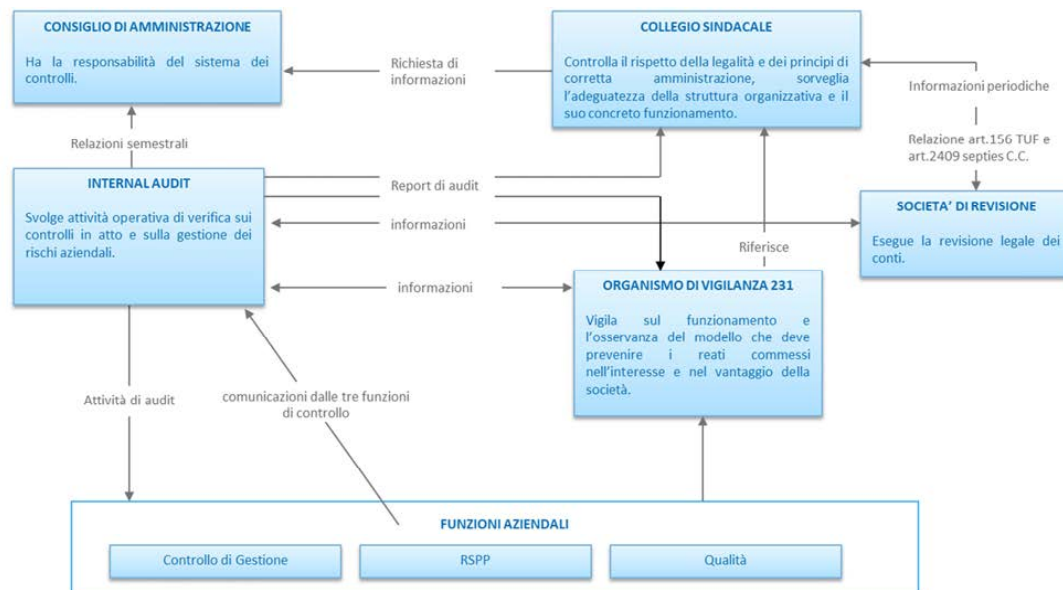 CONSIGLIO DI AMMINISTRAZIONE
Ha la responsabilità del sistema dei
controlli.
Richiesta di
informazioni
COLLEGIO SINDACALE
Controlla il rispetto della legalità e dei principi di
corretta amministrazione, sorveglia
l'adeguatezza della struttura organizzativa e il
suo concreto funzionamento.
Informazioni periodiche
Relazione art.156 TUF e
art.2409 septies C.C.
Relazioni semestrali
INTERNAL AUDIT
Svolge attività operativa di verifica sui
controlli in atto e sulla gestione dei
rischi aziendali.
Report di audit
informazioni
informazioni
Riferisce
SOCIETA' DI REVISIONE
Esegue la revisione legale dei
conti.
ORGANISMO DI VIGILANZA 231
Vigila sul funzionamento e
l'osservanza del modello che deve
prevenire i reati commessi
nell'interesse e nel vantaggio della
società.
Attività di audit
comunicazioni dalle tre funzioni
di controllo
FUNZIONI AZIENDALI
Controllo di Gestione
RSPP
Qualità